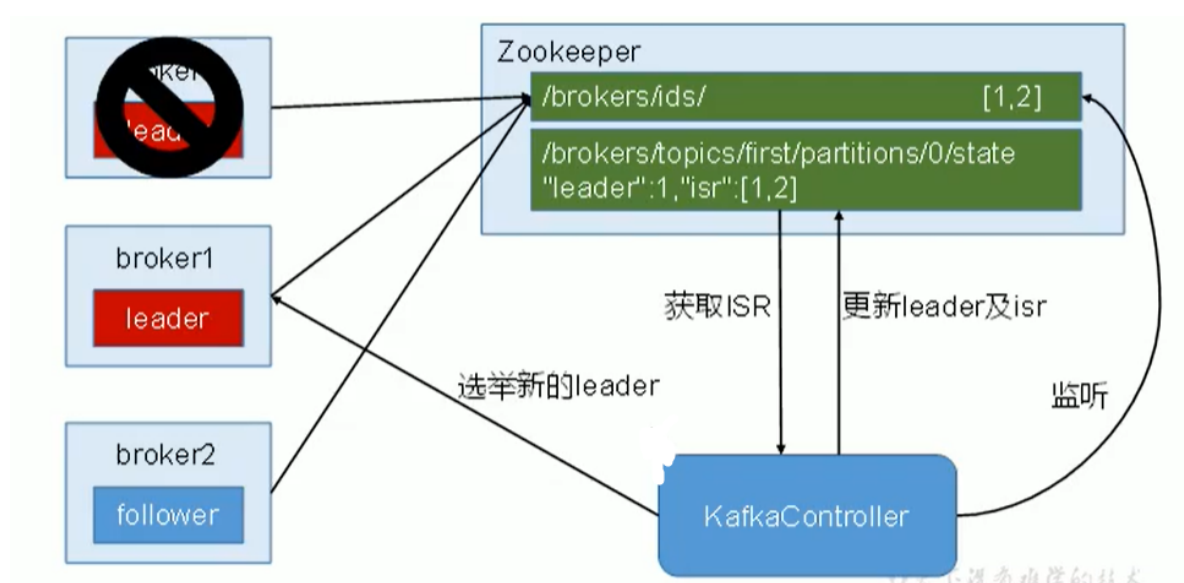 Zookeeper
/brokers/ids/ [1,2]
/brokers/topics/first/partitions/0/state
"leader":1,"isr":[1,2]
broker1
leader
broker2
follower
获取ISR
更新leader及isr
选举新的leader
监听
KafkaController